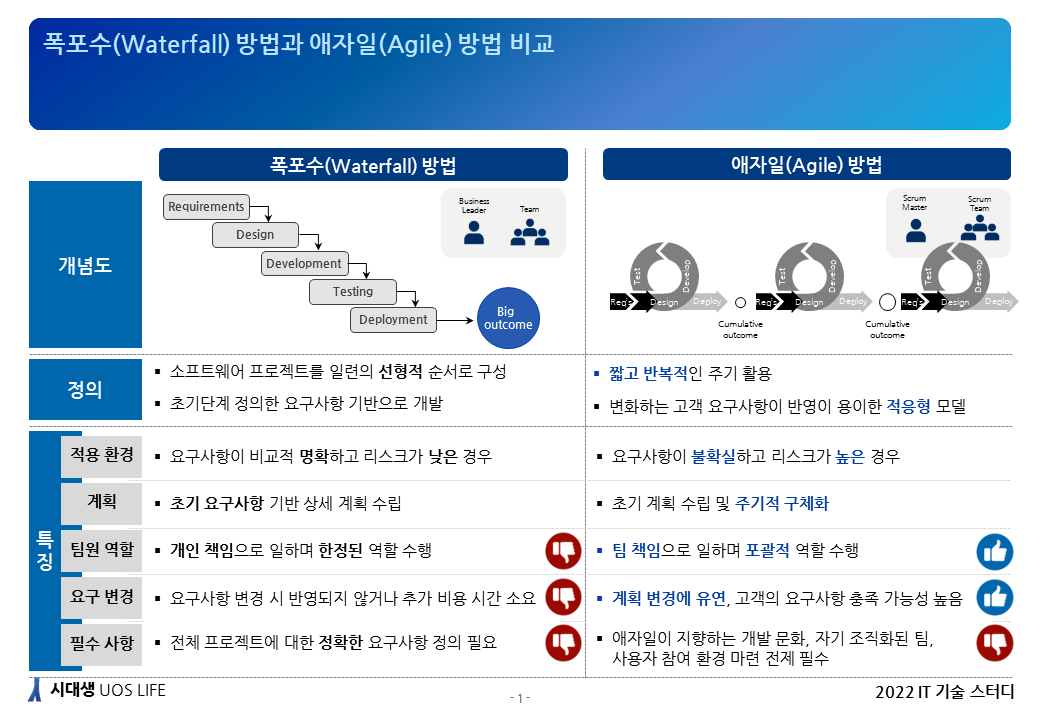 폭포수(Waterfall) 방법과 애자일(Agile) 방법 비교
폭포수(Waterfall) 방법
애자일(Agile) 방법
개념도
Requirements
Design
Development
Testing
Deployment
Big
outcome
Business
Leader
Team
Scrum
Master
Scrum
Team
Req's
Design
Test
Develop
Deploy
Cumulative
outcome
Req's
Design
Test
Develop
Deploy
Cumulative
outcome
Req's
Design
Test
Develop
Deploy
정의
▪ 소프트웨어 프로젝트를 일련의 선형적 순서로 구성
▪ 초기단계 정의한 요구사항 기반으로 개발
▪ 짧고 반복적인 주기 활용
▪ 변화하는 고객 요구사항이 반영이 용이한 적응형 모델
특징
적용 환경
▪ 요구사항이 비교적 명확하고 리스크가 낮은 경우
▪ 요구사항이 불확실하고 리스크가 높은 경우
계획
▪ 초기 요구사항 기반 상세 계획 수립
▪ 초기 계획 수립 및 주기적 구체화
팀원 역할
▪ 개인 책임으로 일하며 한정된 역할 수행
▪ 팀 책임으로 일하며 포괄적 역할 수행
요구 변경
▪ 요구사항 변경 시 반영되지 않거나 추가 비용 시간 소요
▪ 계획 변경에 유연, 고객의 요구사항 충족 가능성 높음
필수 사항
▪ 전체 프로젝트에 대한 정확한 요구사항 정의 필요
▪ 애자일이 지향하는 개발 문화, 자기 조직화된 팀,
사용자 참여 환경 마련 전제 필수
시대생 UOS LIFE
- 1 -
2022 IT 기술 스터디